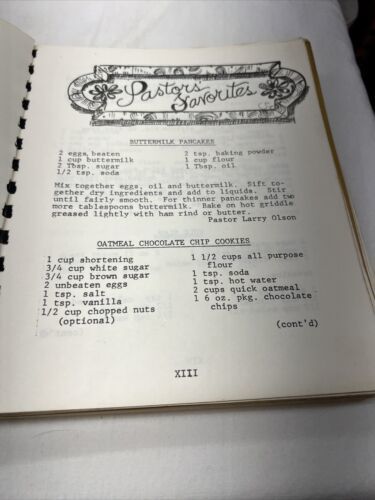 Pastors
Favorites
BUTTERMILK PANCAKES
2 eggs, beaten
1 cup buttermilk
2 Tbsp. sugar
1/2 tsp. soda
2 tsp. baking powder
1 cup flour
1 Tbsp. oil
Mix together eggs, oil and buttermilk. Sift to-
gether dry ingredients and add to liquids. Stir
until fairly smooth. For thinner pancakes add two
more tablespoons buttermilk. Bake on hot griddle
greased lightly with ham rind or butter.
Pastor Larry Olson
OATMEAL CHOCOLATE CHIP COOKIES
1 cup shortening
3/4 cup white sugar
3/4 cup brown sugar
2 unbeaten eggs
1 tsp. salt
1 tsp. vanilla
1/2 cup chopped nuts
(optional)
1 1/2 cups all purpose
flour
1 tsp. soda
1 tsp. hot water
2 cups quick oatmeal
1 6 oz. pkg. chocolate
chips
(cont'd)
XIII